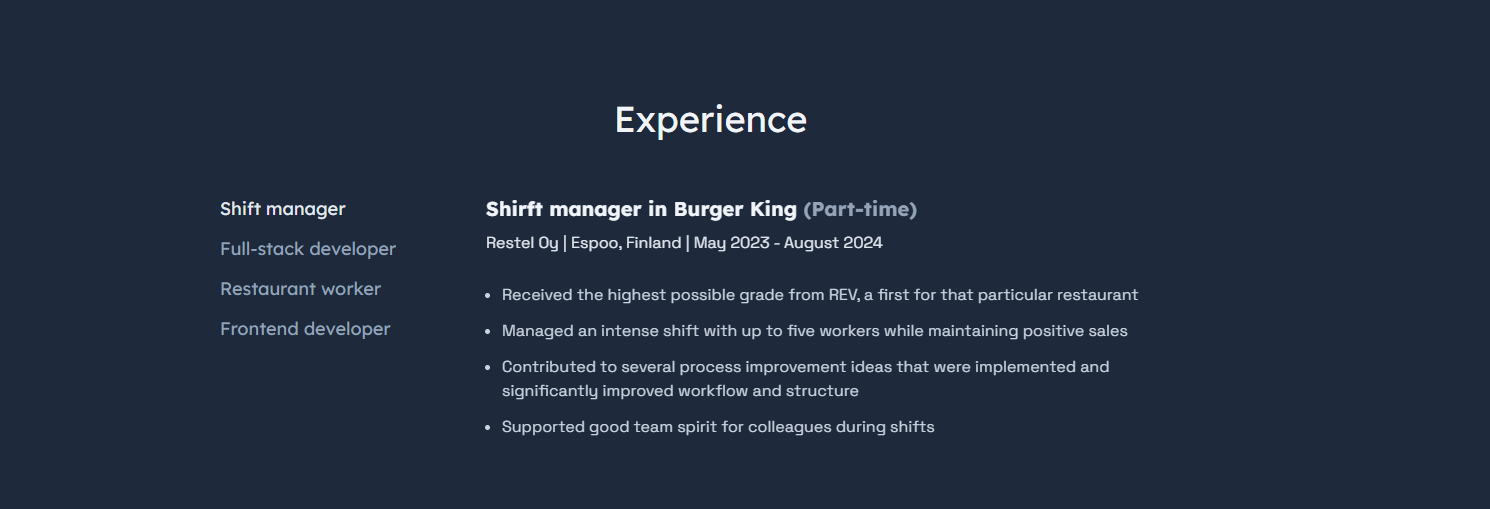 Experience
Shift manager
Full-stack developer
Restaurant worker
Frontend developer
Shirft manager in Burger King (Part-time)
Restel Oy | Espoo, Finland | May 2023 - August 2024
• Received the highest possible grade from REV, a first for that particular restaurant
• Managed an intense shift with up to five workers while maintaining positive sales
• Contributed to several process improvement ideas that were implemented and
significantly improved workflow and structure
• Supported good team spirit for colleagues during shifts